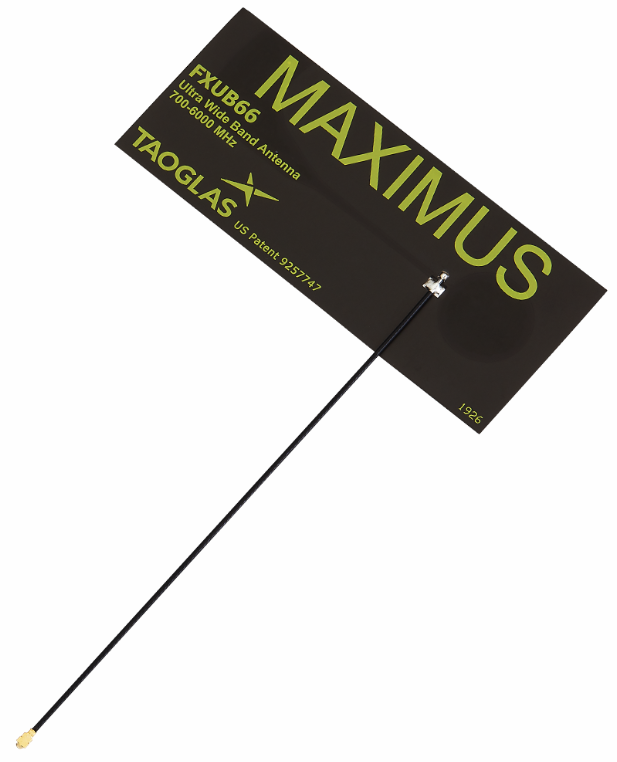 MAXIMUS
FXUB66
Ultra Wide Band Antenna
700-6000 MHz
TAOGLAS
US Patent 9257747
1926